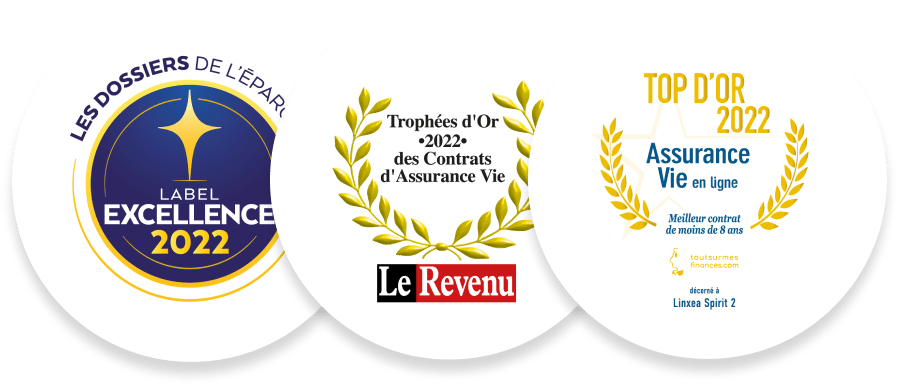 LES DOSSIERS DE L'ÉPAR
LABEL
EXCELLENCE
2022
Trophées d'Or
•2022•
des Contrats
d'Assurance Vie
Le Revenu
TOP D'OR
2022
Assurance
Vie en ligne
Meilleur contrat
de moins de 8 ans
toutsurmes
finances.com
décerné à
Linxea Spirit 2